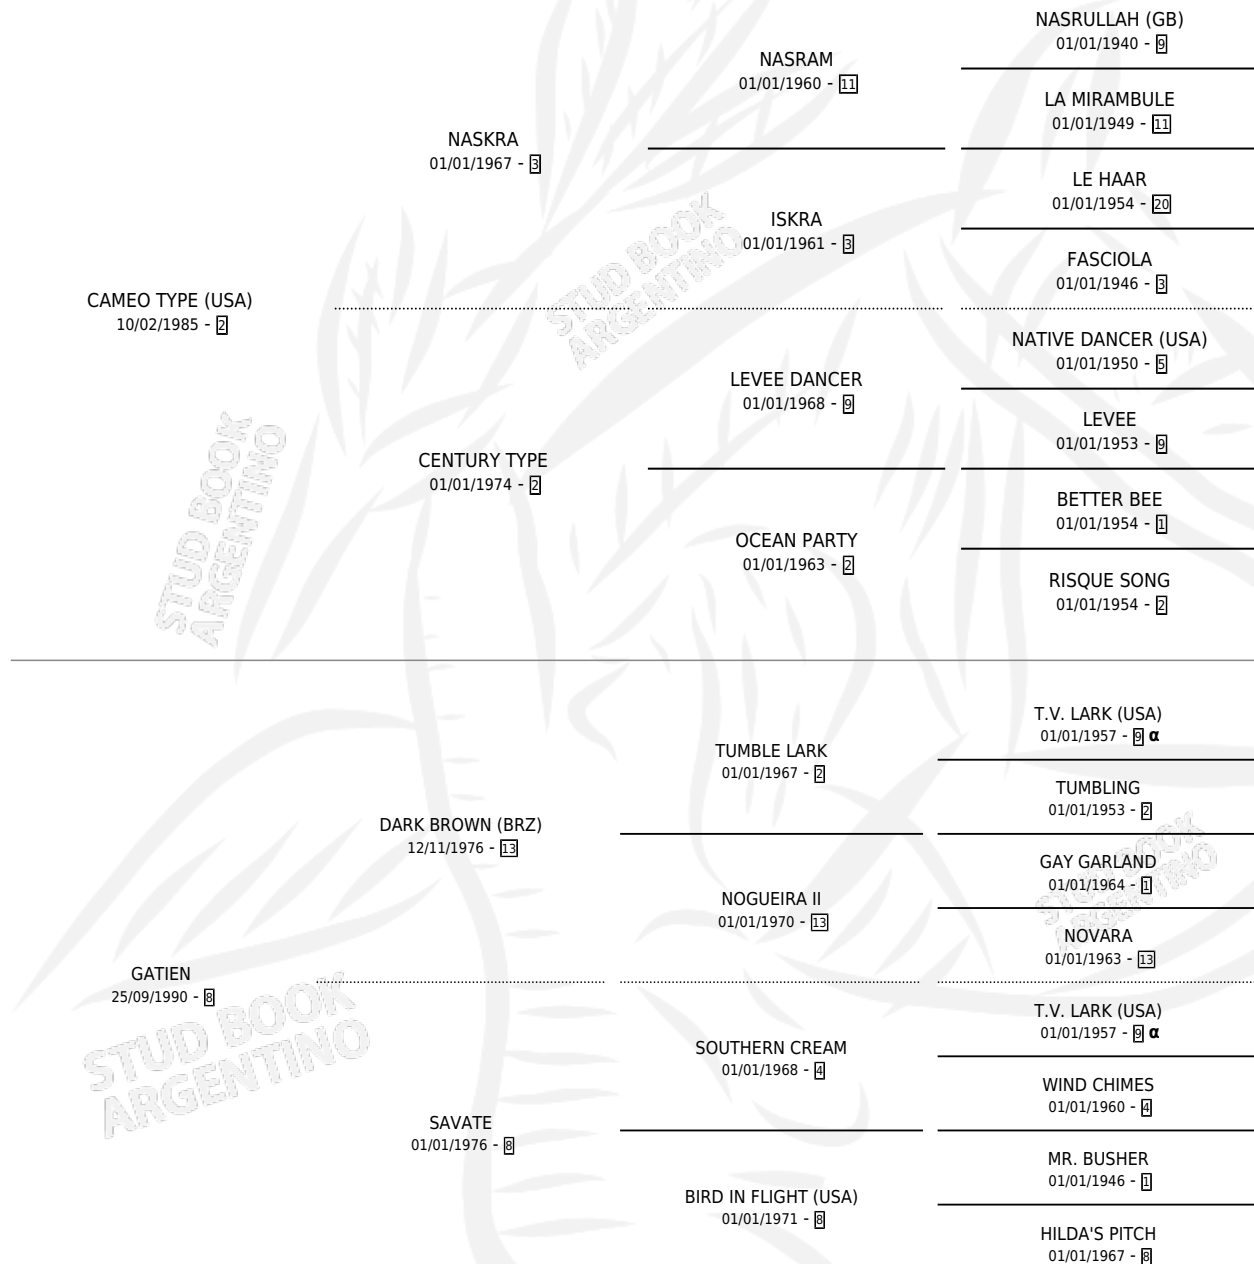 NASRULLAH (GB)
01/01/1940 - 9
NASRAM
01/01/1960 - 11
LA MIRAMBULE
01/01/1949 - 11
NASKRA
01/01/1967 - 3
LE HAAR
01/01/1954 - 20
ISKRA
01/01/1961 - 3
FASCIOLA
01/01/1946 - 3
CAMEO TYPE (USA)
10/02/1985 - 2
NATIVE DANCER (USA)
01/01/1950 - 5
LEVEE DANCER
01/01/1968 - 9
LEVEE
01/01/1953 - 9
CENTURY TYPE
01/01/1974 - 2
BETTER BEE
01/01/1954 - 1
OCEAN PARTY
01/01/1963 - 2
RISQUE SONG
01/01/1954 - 2
T.V. LARK (USA)
01/01/1957 - 9 α
TUMBLE LARK
01/01/1967 - 2
TUMBLING
01/01/1953 - 2
DARK BROWN (BRZ)
12/11/1976 - 13
GAY GARLAND
01/01/1964 - 1
NOGUEIRA II
01/01/1970 - 13
NOVARA
01/01/1963 - 13
GATIEN
25/09/1990 - 8
T.V. LARK (USA)
01/01/1957 - 9 α
SOUTHERN CREAM
01/01/1968 - 4
WIND CHIMES
01/01/1960 - 4
SAVATE
01/01/1976 - 8
MR. BUSHER
01/01/1946 - 1
BIRD IN FLIGHT (USA)
01/01/1971 - 8
HILDA'S PITCH
01/01/1967 - 8
STUD BOOK
ARGENTINO
STUD BOOK
ARGENTINO
STUD BOOK
ARGENTINO
STUD BOOK
ARGENTINO